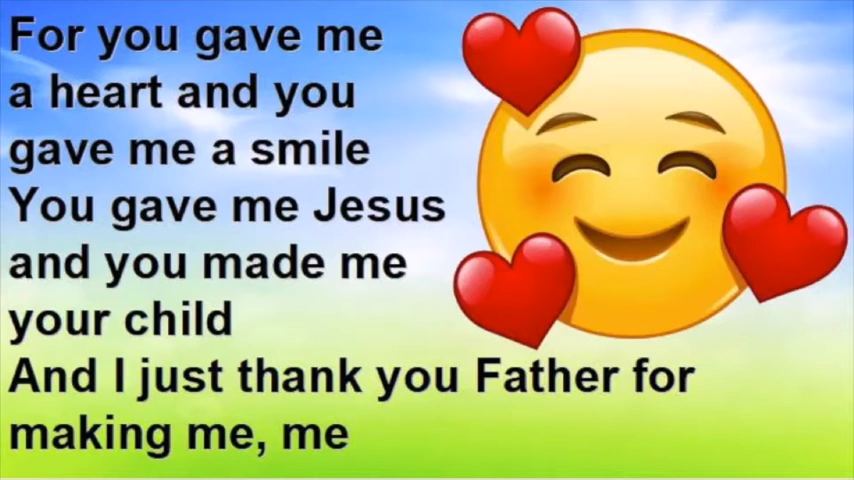 For you gave me
a heart and you
gave me a smile
You gave me Jesus
and you made me
your child
And I just thank you Father for
making me, me